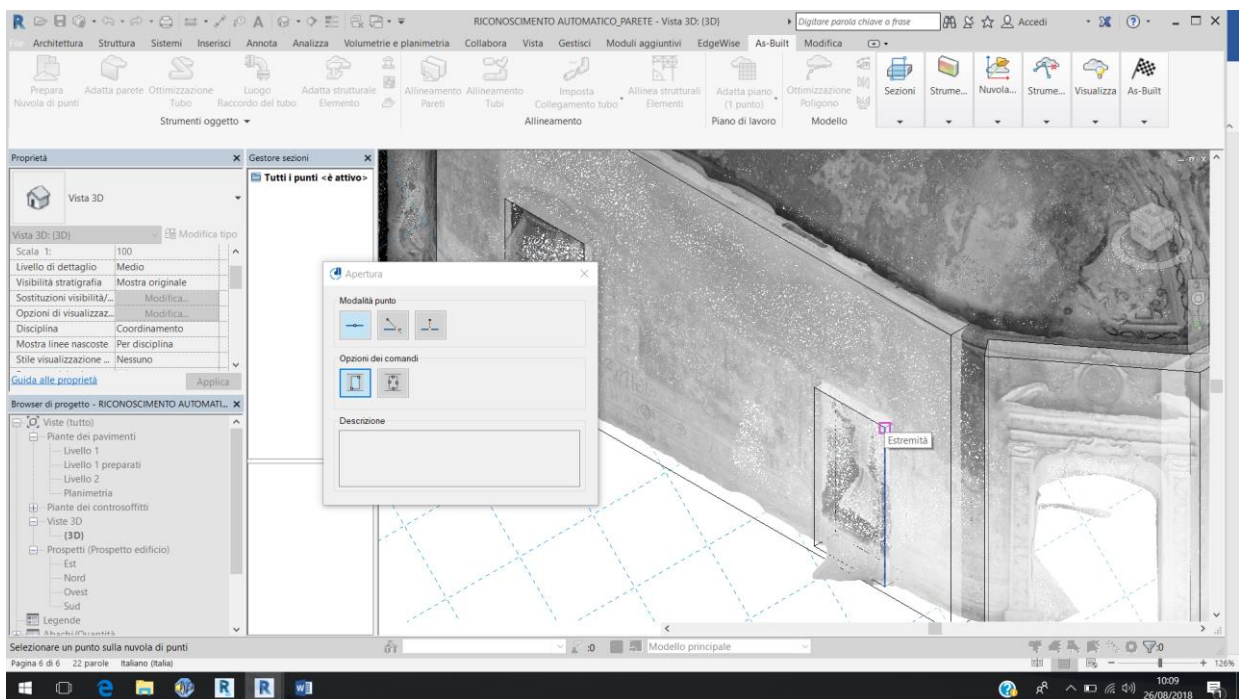 RICONOSCIMENTO AUTOMATICO_PARETE - Vista 3D: {3D}
Digitare parola chiave o frase
Accedi
Architettura Struttura Sistemi Inserisci Annota Analizza Volumetrie e planimetria Collabora Vista Gestisci Moduli aggiuntivi EdgeWise As-Built Modifica
Prepara Adatta parete Ottimizzazione Luogo Adatta strutturale Allineamento Allineamento Imposta Allinea strutturali Adatta piano Ottimizzazione Sezioni Strume... Nuvola... Strume... Visualizza As-Built
Nuvola di punti Tubo Raccordo del tubo Elemento Pareti Tubi Collegamento tubo Elementi (1 punto) Poligono
Strumenti oggetto Allineamento Piano di lavoro Modello
Proprietà
Vista 3D
Vista 3D: {3D} Modifica tipo
Scala 1: 100
Livello di dettaglio Medio
Visibilità stratigrafia Mostra originale
Sostituzioni visibilità/... Modifica...
Opzioni di visualizzaz... Modifica...
Disciplina Coordinamento
Mostra linee nascoste Per disciplina
Stile visualizzazione ... Nessuno
Guida alle proprietà Applica
Browser di progetto - RICONOSCIMENTO AUTOMATI...
Viste (tutto)
Piante dei pavimenti
Livello 1
Livello 1 preparati
Livello 2
Planimetria
Piante dei controsoffitti
Viste 3D
{3D}
Prospetti (Prospetto edificio)
Est
Nord
Ovest
Sud
Legende
Abachi/Quantità
Gestore sezioni
Tutti i punti <è attivo>
Apertura
Modalità punto
Opzioni dei comandi
Descrizione
Estremità
Selezionare un punto sulla nuvola di punti
:0
Modello principale
:0
Pagina 6 di 6 22 parole Italiano (Italia)
126%
10:09
26/08/2018